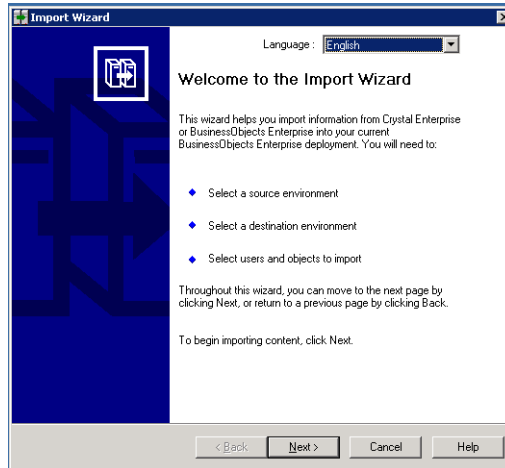 Import Wizard
Language : English
Welcome to the Import Wizard
This wizard helps you import information from Crystal Enterprise
or BusinessObjects Enterprise into your current
BusinessObjects Enterprise deployment. You will need to:
Select a source environment
Select a destination environment
Select users and objects to import
Throughout this wizard, you can move to the next page by
clicking Next, or return to a previous page by clicking Back.
To begin importing content, click Next.
< Back Next > Cancel Help